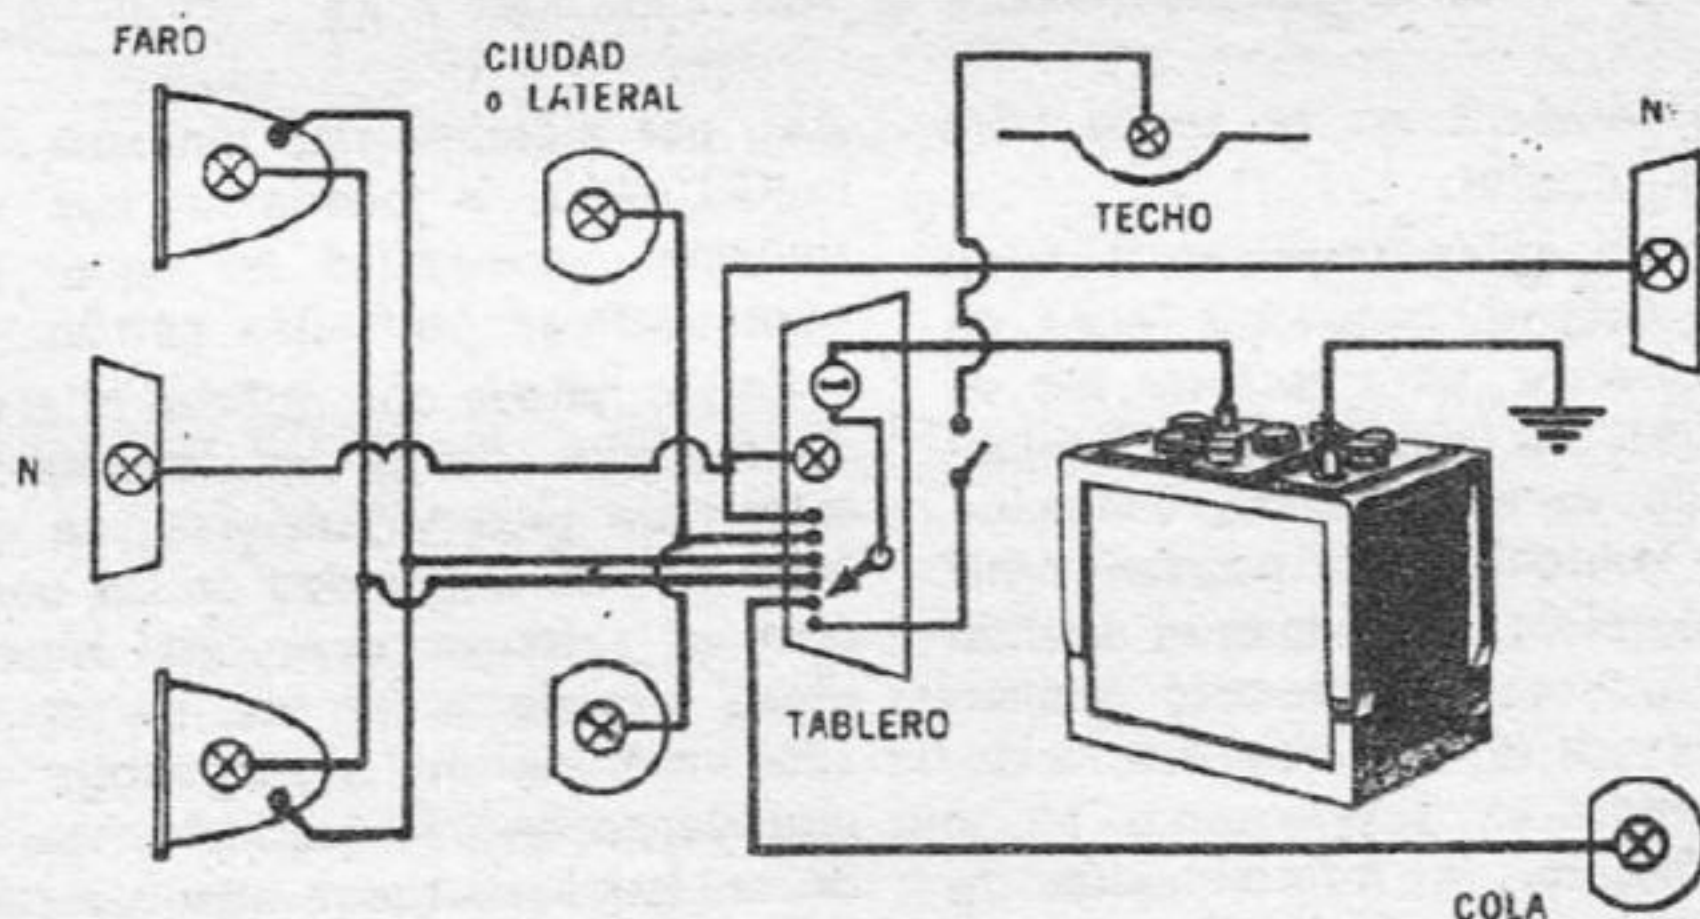 FARO
CIUDAD
o LATERAL
TECHO
N
N
TABLERO
COLA